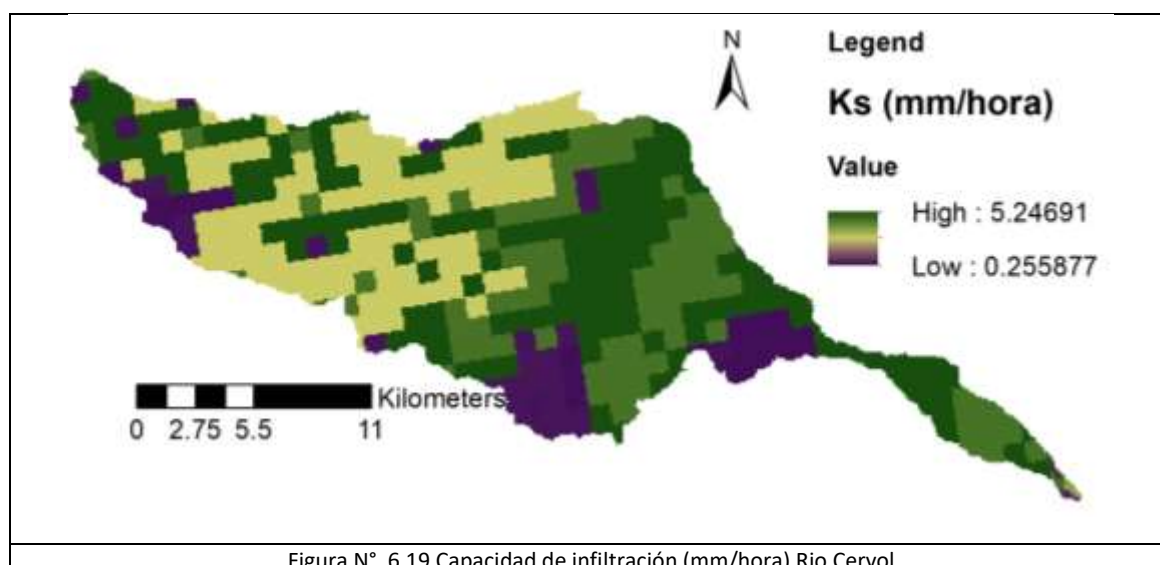 N
Legend
Ks (mm/hora)
Value
High : 5.24691
Low : 0.255877
Kilometers
0 2.75 5.5 11
Figura N° 6.19 Capacidad de infiltración (mm/hora) Rio Cervol